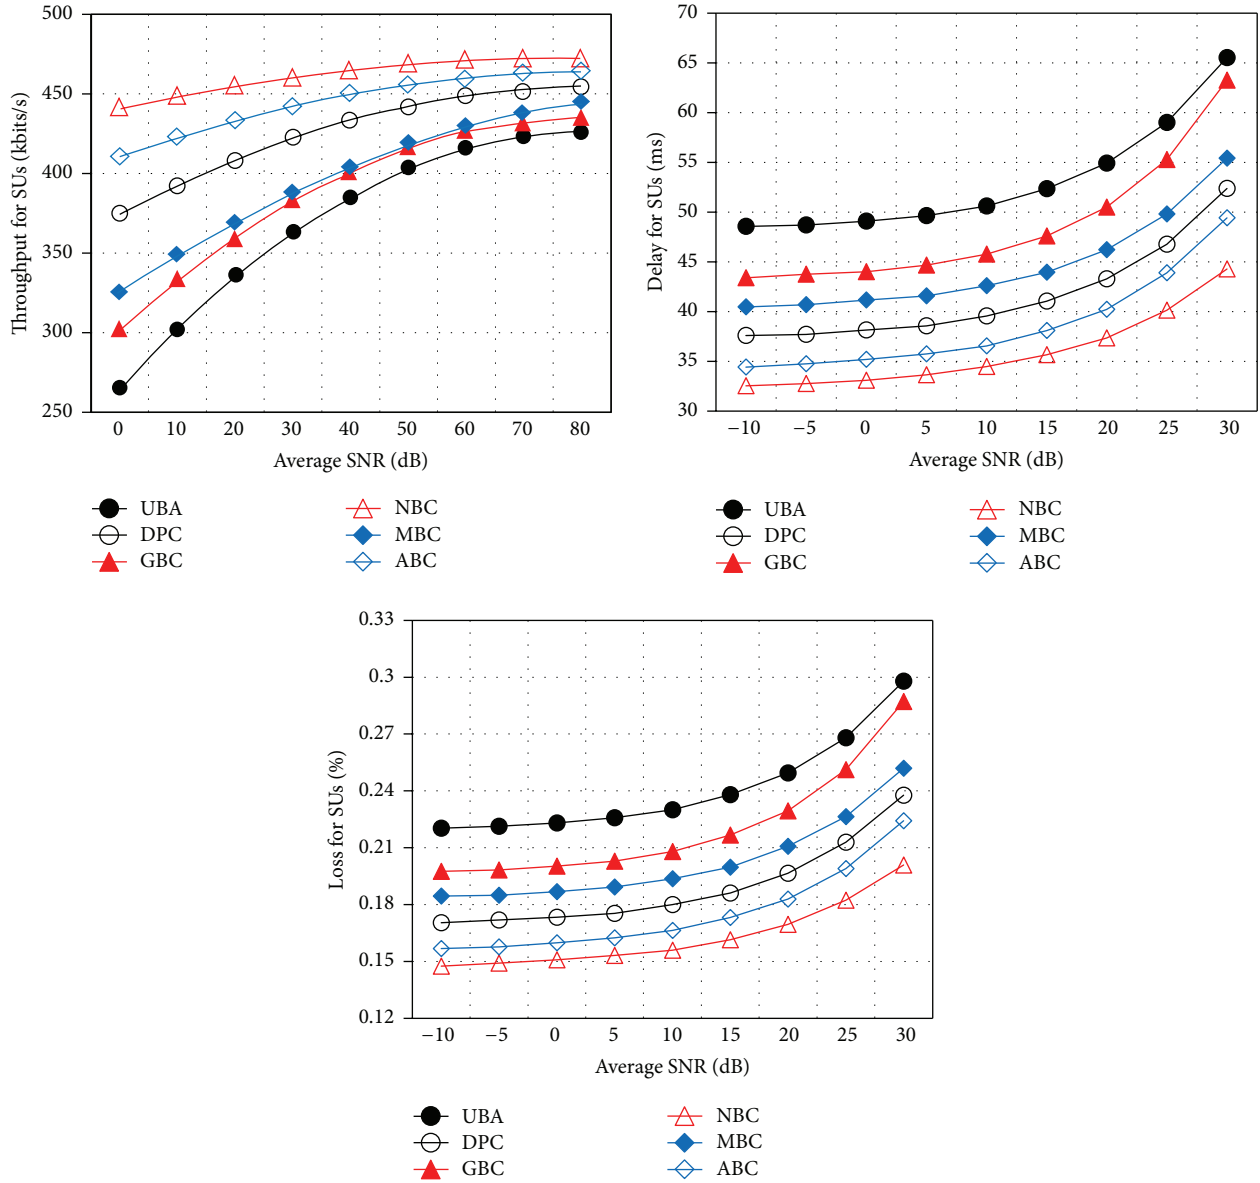 Throughput for SUs (kbits/s)
500
450
400
350
300
250
0 10 20 30 40 50 60 70 80
Average SNR (dB)
UBA NBC
DPC MBC
GBC ABC
Delay for SUs (ms)
70
65
60
55
50
45
40
35
30
−10 −5 0 5 10 15 20 25 30
Average SNR (dB)
UBA NBC
DPC MBC
GBC ABC
Loss for SUs (%)
0.33
0.3
0.27
0.24
0.21
0.18
0.15
0.12
−10 −5 0 5 10 15 20 25 30
Average SNR (dB)
UBA NBC
DPC MBC
GBC ABC